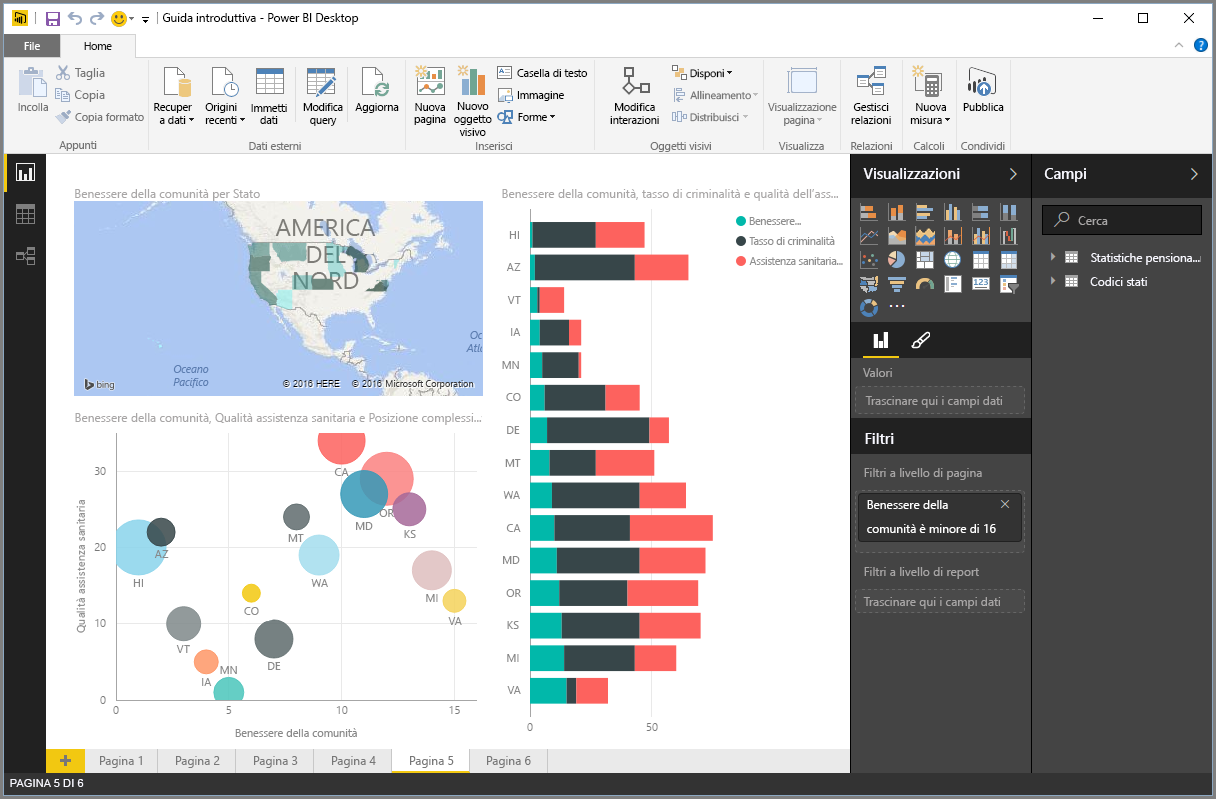 Guida introduttiva - Power BI Desktop
File
Home
Incolla
Taglia
Copia
Copia formato
Appunti
Recuper
a dati
Origini
recenti
Immetti
dati
Modifica
query
Aggiorna
Dati esterni
Nuova
pagina
Nuovo
oggetto
visivo
Casella di testo
Immagine
Forme
Inserisci
Modifica
interazioni
Disponi
Allineamento
Distribuisci
Oggetti visivi
Visualizzazione
pagina
Visualizza
Gestisci
relazioni
Relazioni
Nuova
misura
Calcoli
Pubblica
Condividi
Benessere della comunità per Stato
AMERICA
DEL
NORD
Oc
Atla
Oceano
Pacifico
bing
© 2016 HERE © 2016 Microsoft Corporation
Benessere della comunità, Qualità assistenza sanitaria e Posizione complessi...
Qualità assistenza sanitaria
30
20
10
0
CA
OR
MD
KS
MT
AZ
HI
WA
MI
CO
VA
VT
DE
IA
MN
0 5 10 15
Benessere della comunità
Benessere della comunità, tasso di criminalità e qualità dell'ass...
Benessere...
Tasso di criminalità
Assistenza sanitaria...
HI
AZ
VT
IA
MN
CO
DE
MT
WA
CA
MD
OR
KS
MI
VA
0 50
Visualizzazioni
123
Valori
Trascinare qui i campi dati
Filtri
Filtri a livello di pagina
Benessere della
comunità è minore di 16
Filtri a livello di report
Trascinare qui i campi dati
Campi
Cerca
Statistiche pensiona...
Codici stati
Pagina 1
Pagina 2
Pagina 3
Pagina 4
Pagina 5
Pagina 6
PAGINA 5 DI 6